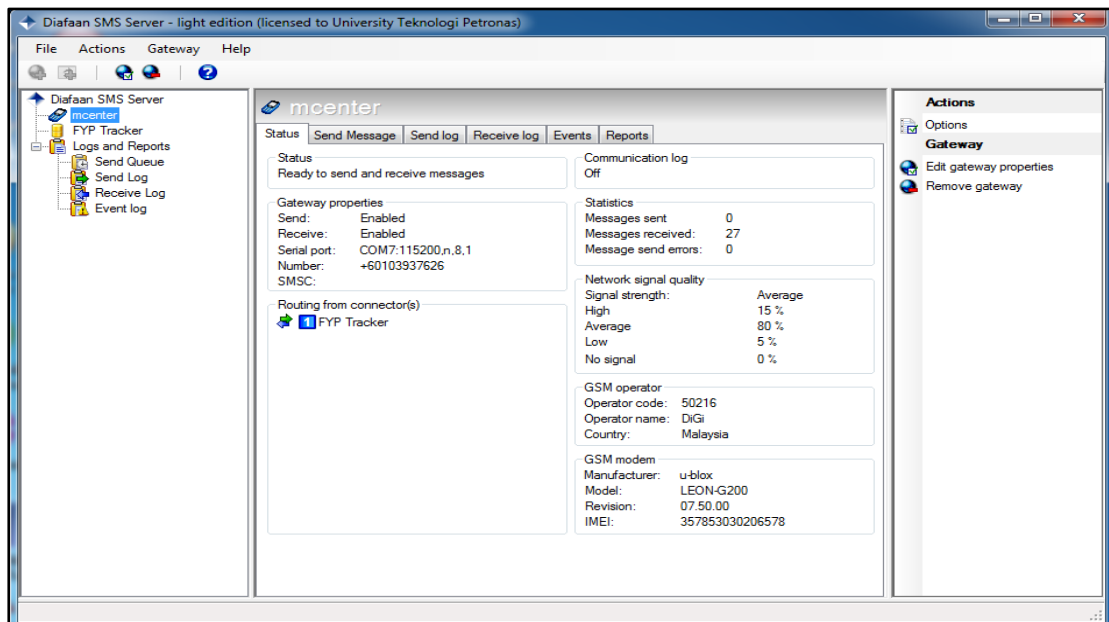 Diafaan SMS Server - light edition (licensed to University Teknologi Petronas)
File Actions Gateway Help
Diafaan SMS Server
mcenter
FYP Tracker
Logs and Reports
Send Queue
Send Log
Receive Log
Event log
mcenter
Status Send Message Send log Receive log Events Reports
Status
Ready to send and receive messages
Gateway properties
Send: Enabled
Receive: Enabled
Serial port: COM7:115200,n,8,1
Number: +60103937626
SMSC:
Routing from connector(s)
1 FYP Tracker
Communication log
Off
Statistics
Messages sent 0
Messages received: 27
Message send errors: 0
Network signal quality
Signal strength: Average
High 15 %
Average 80 %
Low 5 %
No signal 0 %
GSM operator
Operator code: 50216
Operator name: DiGi
Country: Malaysia
GSM modem
Manufacturer: u-blox
Model: LEON-G200
Revision: 07.50.00
IMEI: 357853030206578
Actions
Options
Gateway
Edit gateway properties
Remove gateway